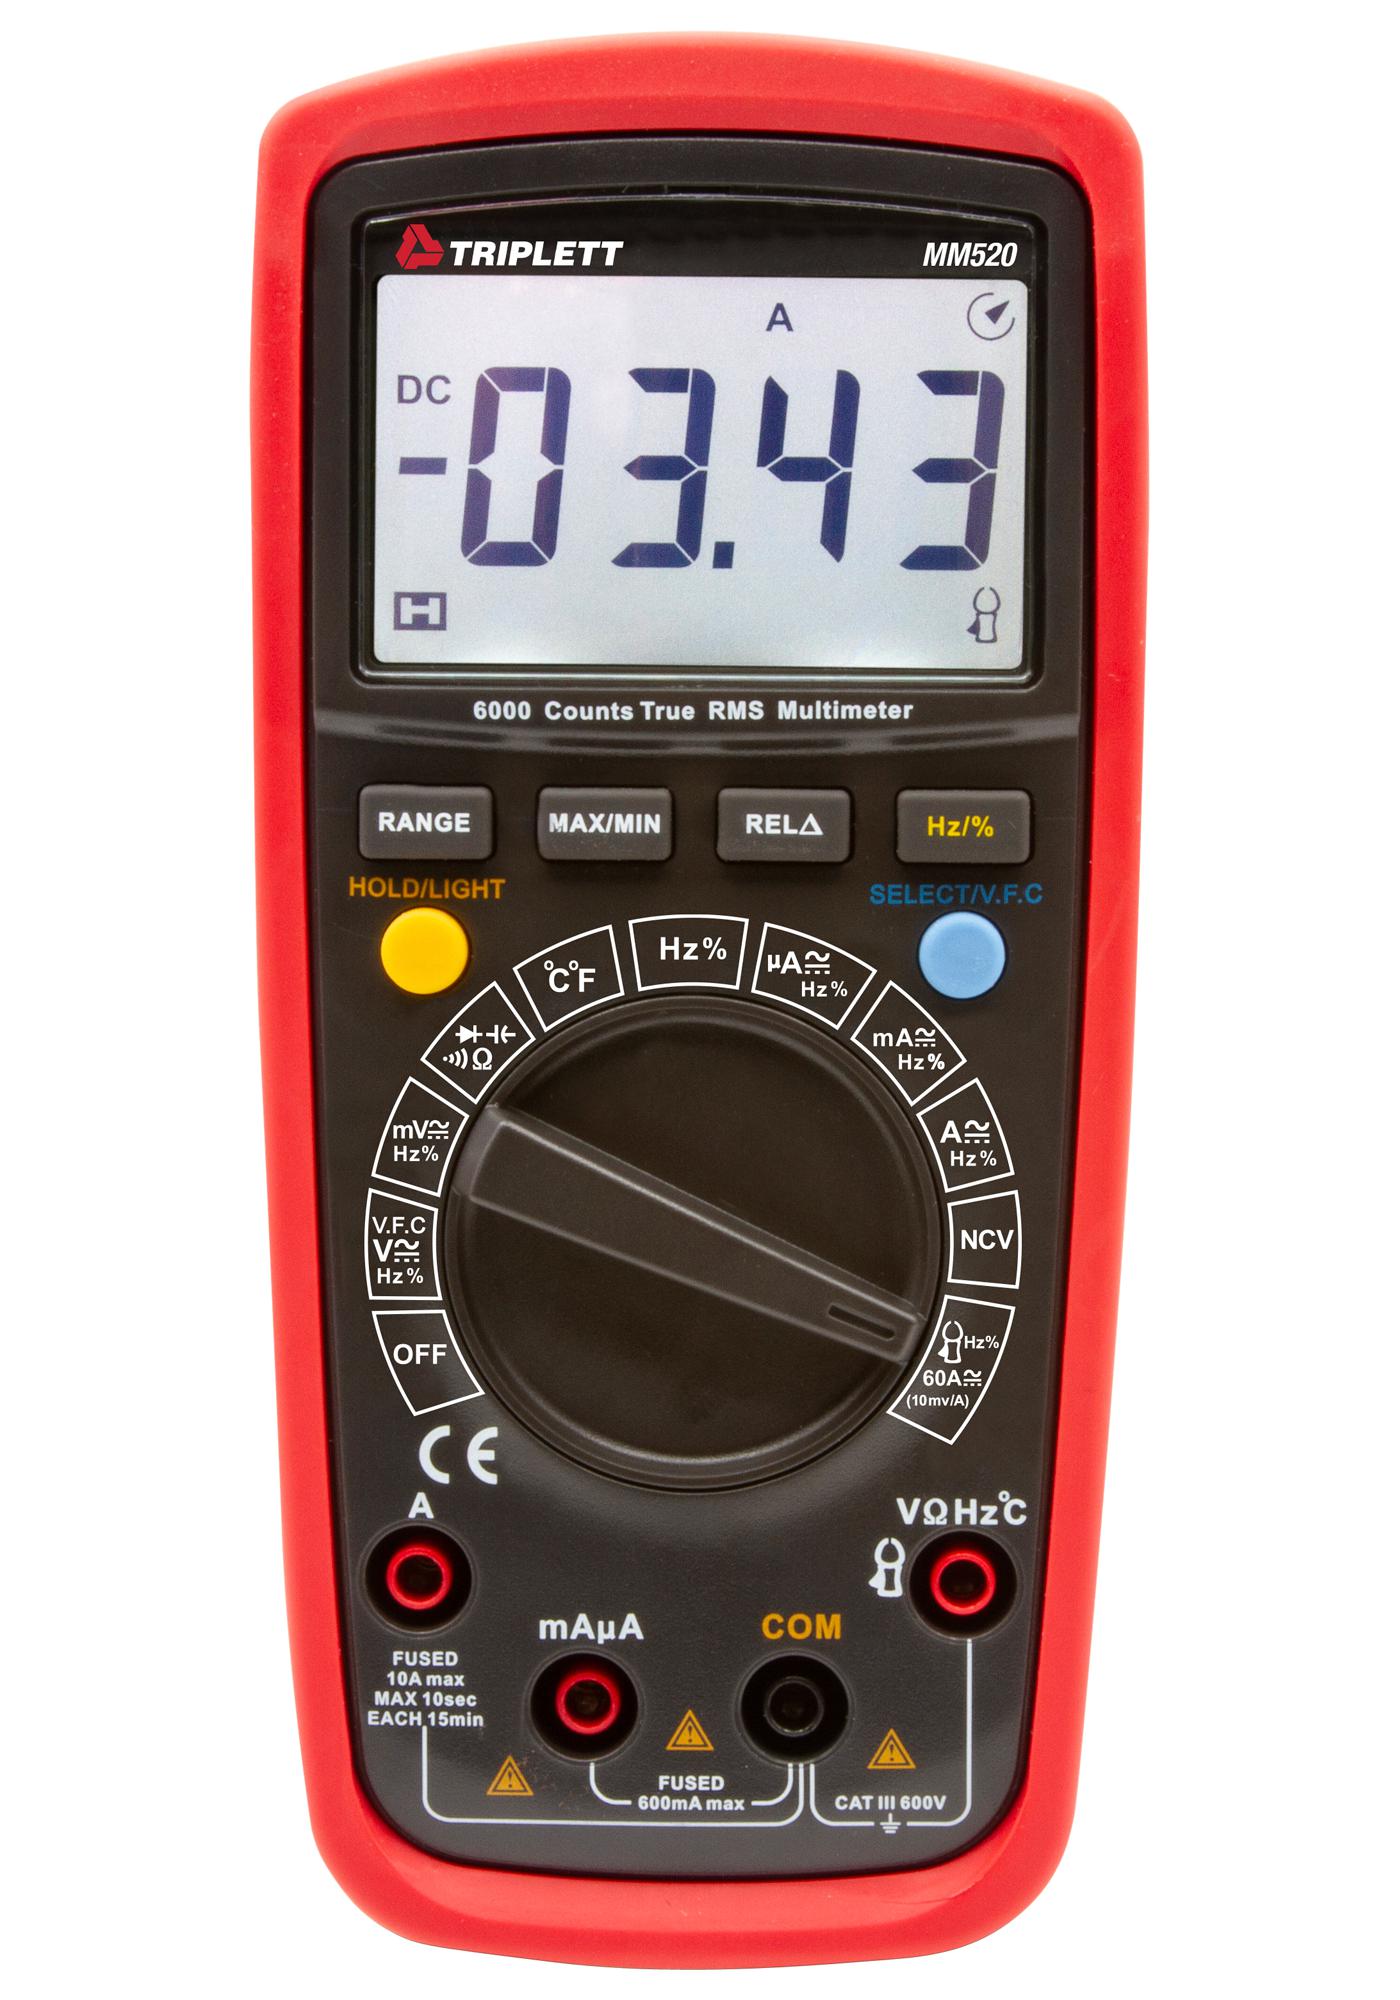 TRIPLETT MM520
A
DC
-03.43
H
6000 Counts True RMS Multimeter
RANGE MAX/MIN REL△ Hz/%
HOLD/LIGHT SELECT/V.F.C
OFF
V.F.C
V≂
Hz%
mV≂
Hz%
Ω
°C°F
Hz%
µA≂
Hz%
mA≂
Hz%
A≂
Hz%
NCV
Hz%
60A≂
(10mv/A)
CE
A
VΩHz°C
mAµA
COM
FUSED
10A max
MAX 10sec
EACH 15min
FUSED
600mA max
CAT III 600V